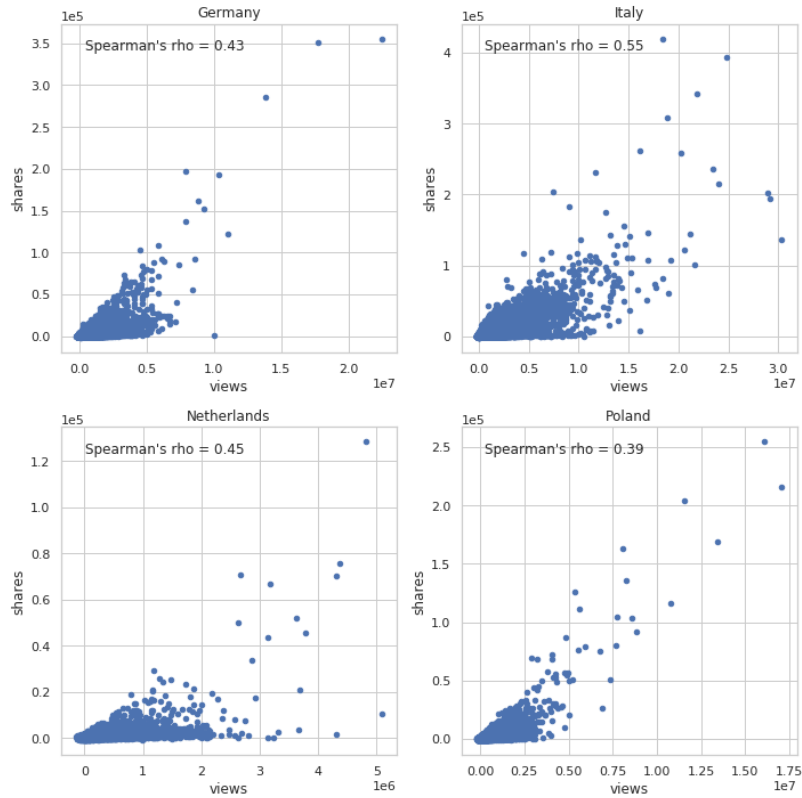 Germany
1e5
Spearman's rho = 0.43
3.5
3.0
2.5
2.0
1.5
1.0
0.5
0.0
shares
0.0 0.5 1.0 1.5 2.0
views
1e7
Italy
1e5
Spearman's rho = 0.55
4
3
2
1
0
shares
0.0 0.5 1.0 1.5 2.0 2.5 3.0
views
1e7
Netherlands
1e5
Spearman's rho = 0.45
1.2
1.0
0.8
0.6
0.4
0.2
0.0
shares
0 1 2 3 4 5
views
1e6
Poland
1e5
Spearman's rho = 0.39
2.5
2.0
1.5
1.0
0.5
0.0
shares
0.00 0.25 0.50 0.75 1.00 1.25 1.50 1.75
views
1e7